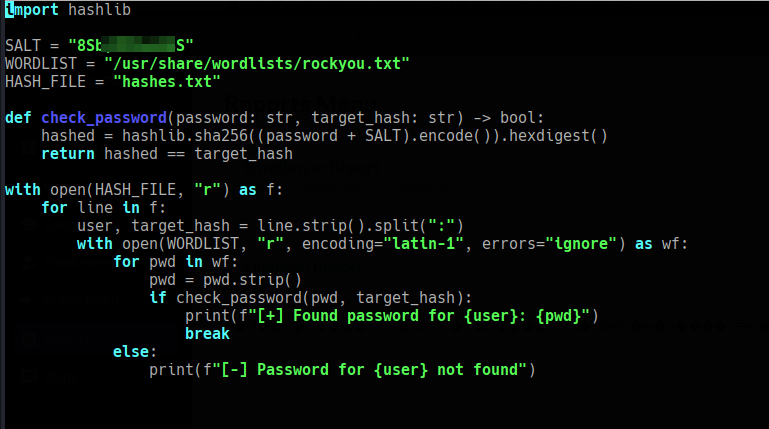 import hashlib

SALT = "8Sb S"
WORDLIST = "/usr/share/wordlists/rockyou.txt"
HASH_FILE = "hashes.txt"

def check_password(password: str, target_hash: str) -> bool:
    hashed = hashlib.sha256((password + SALT).encode()).hexdigest()
    return hashed == target_hash

with open(HASH_FILE, "r") as f:
    for line in f:
        user, target_hash = line.strip().split(":")
        with open(WORDLIST, "r", encoding="latin-1", errors="ignore") as wf:
            for pwd in wf:
                pwd = pwd.strip()
                if check_password(pwd, target_hash):
                    print(f"[+] Found password for {user}: {pwd}")
                    break
            else:
                print(f"[-] Password for {user} not found")